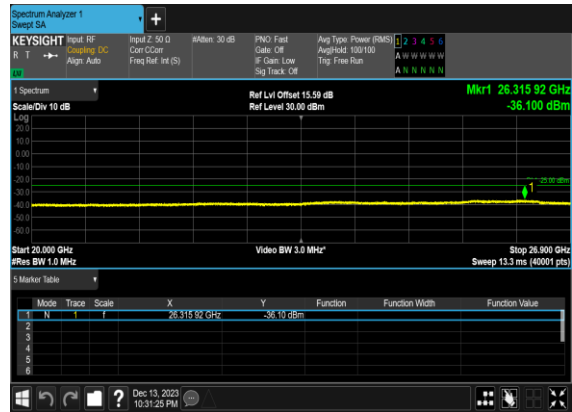 Spectrum Analyzer 1
Swept SA
+
KEYSIGHT Input: RF Input Z: 50 Ω #Atten: 30 dB PNO: Fast Avg Type: Power (RMS) 1 2 3 4 5 6
R T Coupling: DC Corr CCorr Gate: Off Avg|Hold: 100/100 A W W W W W
Align: Auto Freq Ref: Int (S) IF Gain: Low Trig: Free Run
Sig Track: Off A N N N N N
1 Spectrum Ref Lvl Offset 15.59 dB Mkr1 26.315 92 GHz
Scale/Div 10 dB Ref Level 30.00 dBm -36.100 dBm
Log
20.0
10.0
0.00
-10.0
-20.0
-25.00 dBm
1
-30.0
-40.0
-50.0
-60.0
Start 20.000 GHz Video BW 3.0 MHz* Stop 26.900 GHz
#Res BW 1.0 MHz Sweep 13.3 ms (40001 pts)
5 Marker Table
Mode Trace Scale X Y Function Function Width Function Value
1 N 1 f 26.315 92 GHz -36.10 dBm
2
3
4
5
6
? Dec 13, 2023
10:31:25 PM